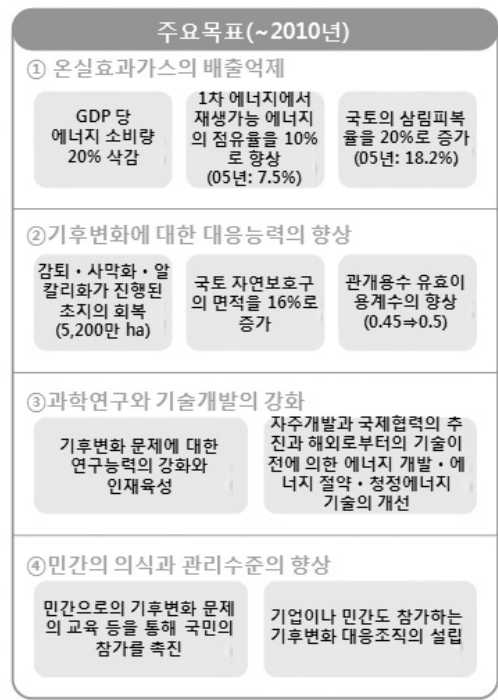 주요목표(~2010년)
① 온실효과가스의 배출억제
GDP 당
에너지 소비량
20% 삭감
1차 에너지에서
재생가능 에너지
의 점유율을 10%
로 향상
(05년: 7.5%)
국토의 삼림피복
율을 20%로 증가
(05년: 18.2%)
②기후변화에 대한 대응능력의 향상
감퇴・사막화・알
칼리화가 진행된
초지의 회복
(5,200만 ha)
국토 자연보호구
의 면적을 16%로
증가
관개용수 유효이
용계수의 향상
(0.45⇒0.5)
③과학연구와 기술개발의 강화
기후변화 문제에 대한
연구능력의 강화와
인재육성
자주개발과 국제협력의 추
진과 해외로부터의 기술이
전에 의한 에너지 개발・에
너지 절약・청정에너지
기술의 개선
④민간의 의식과 관리수준의 향상
민간으로의 기후변화 문제
의 교육 등을 통해 국민의
참가를 촉진
기업이나 민간도 참가하는
기후변화 대응조직의 설립